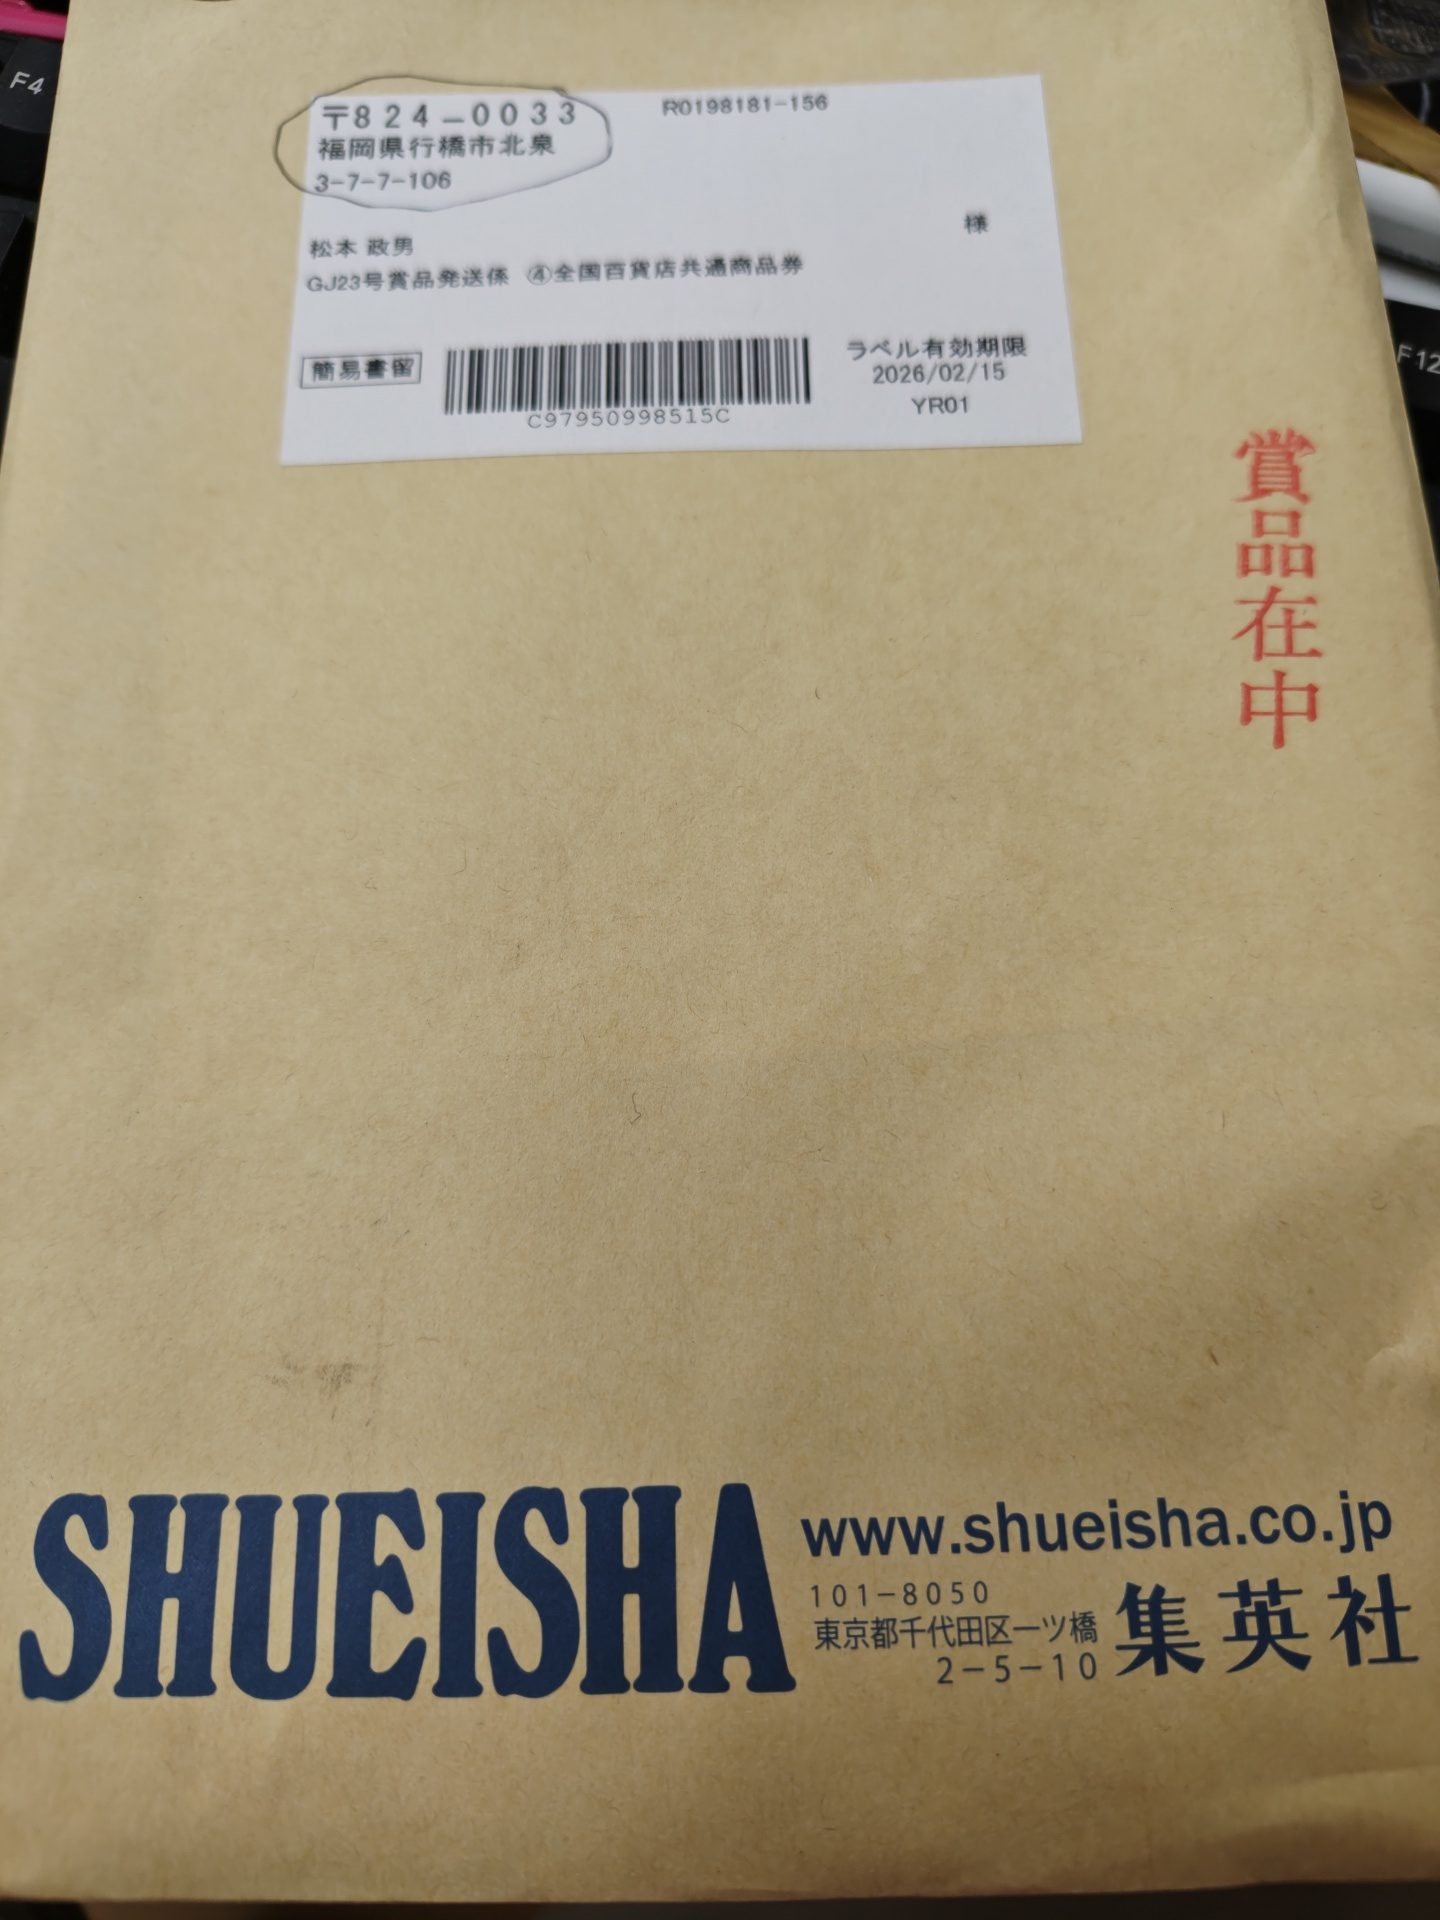 F4
〒824-0033
R0198181-156
福岡県行橋市北泉
3-7-7-106
様
松本 政男
GJ23号賞品発送係 ④全国百貨店共通商品券
簡易書留
C97950998515C
ラベル有効期限
2026/02/15
YR01
F12
賞品在中
SHUEISHA
www.shueisha.co.jp
101-8050
東京都千代田区一ツ橋
2-5-10
集英社